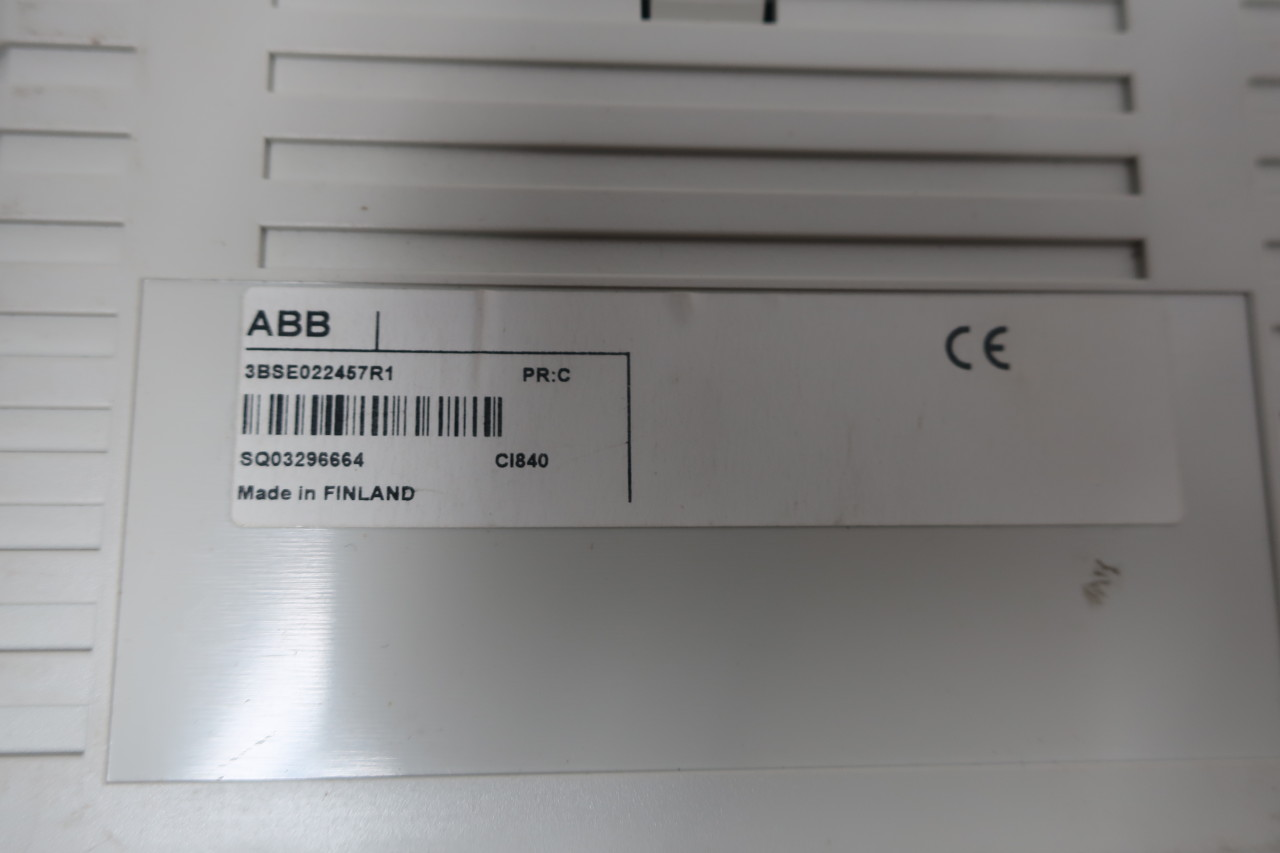 ABB
3BSE022457R1 PR:C
SQ03296664 CI840
Made in FINLAND
CE